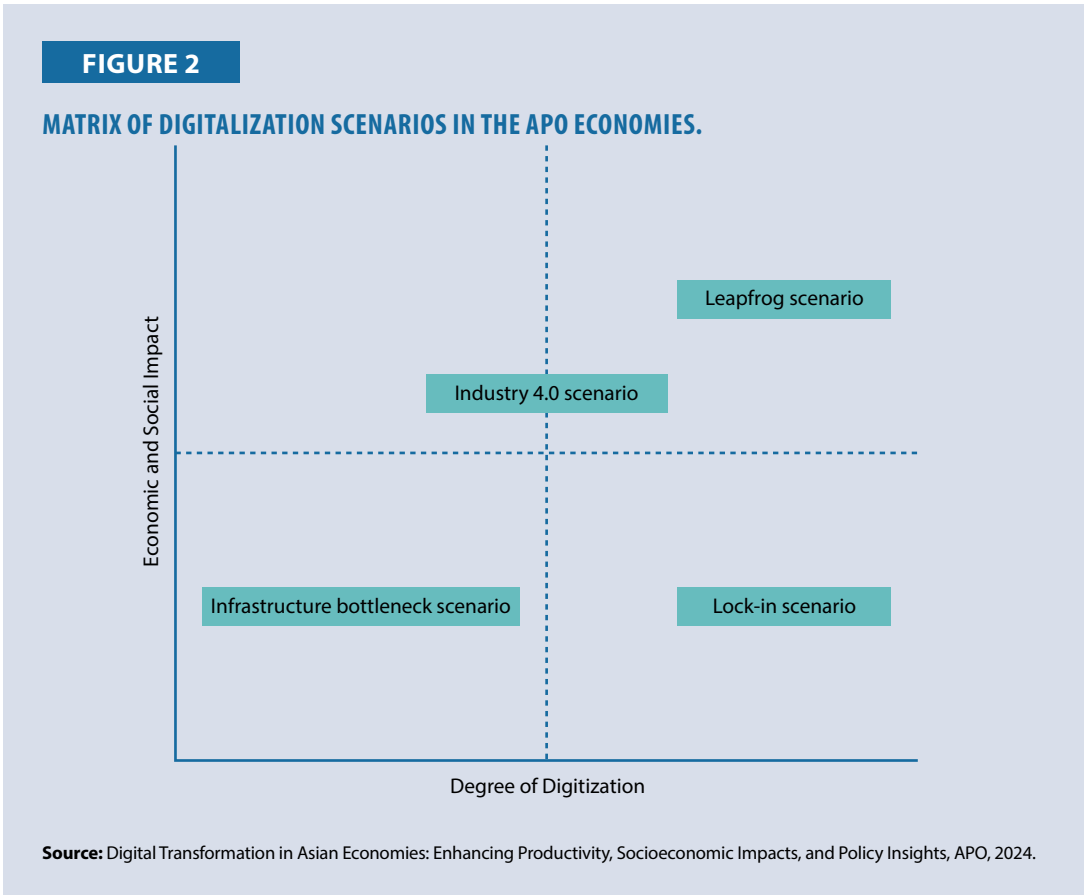 FIGURE 2
MATRIX OF DIGITALIZATION SCENARIOS IN THE APO ECONOMIES.
Economic and Social Impact
Leapfrog scenario
Industry 4.0 scenario
Infrastructure bottleneck scenario
Lock-in scenario
Degree of Digitization
Source: Digital Transformation in Asian Economies: Enhancing Productivity, Socioeconomic Impacts, and Policy Insights, APO, 2024.